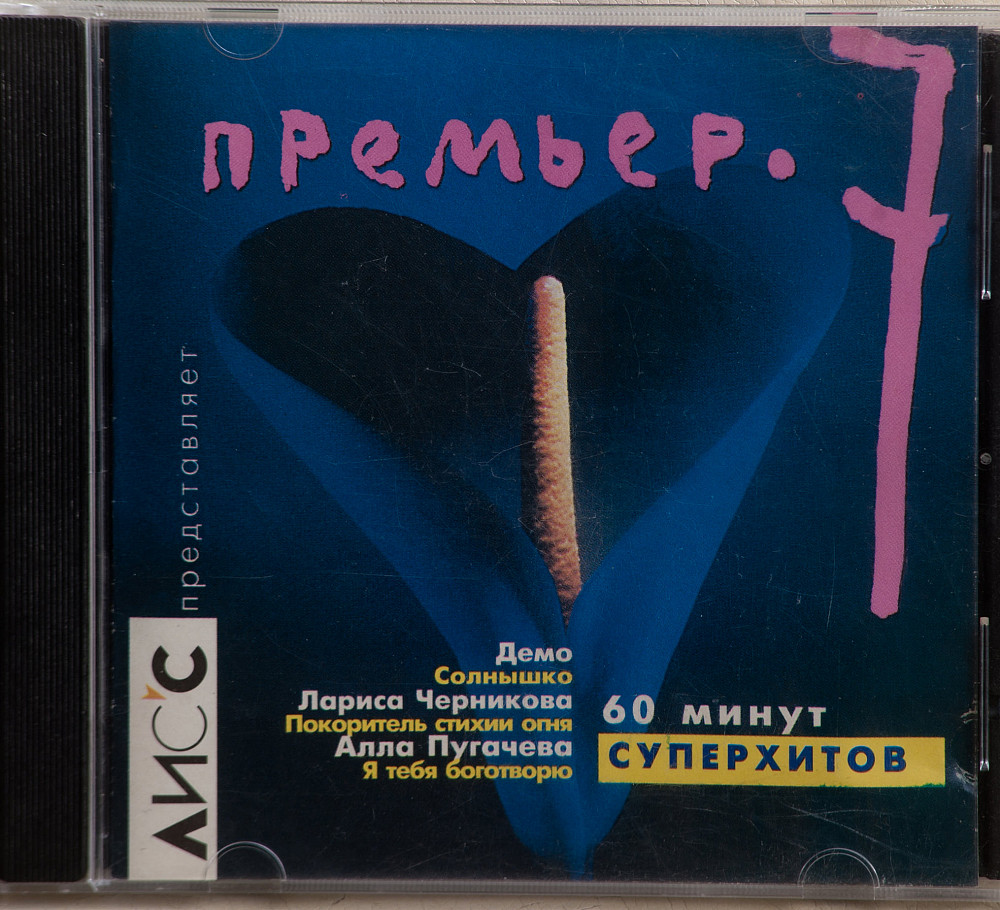 премьер. 7
представляет
ЛИС'С
Демо
Солнышко
Лариса Черникова
Покоритель стихии огня
Алла Пугачева
Я тебя боготворю
60 минут
СУПЕРХИТОВ